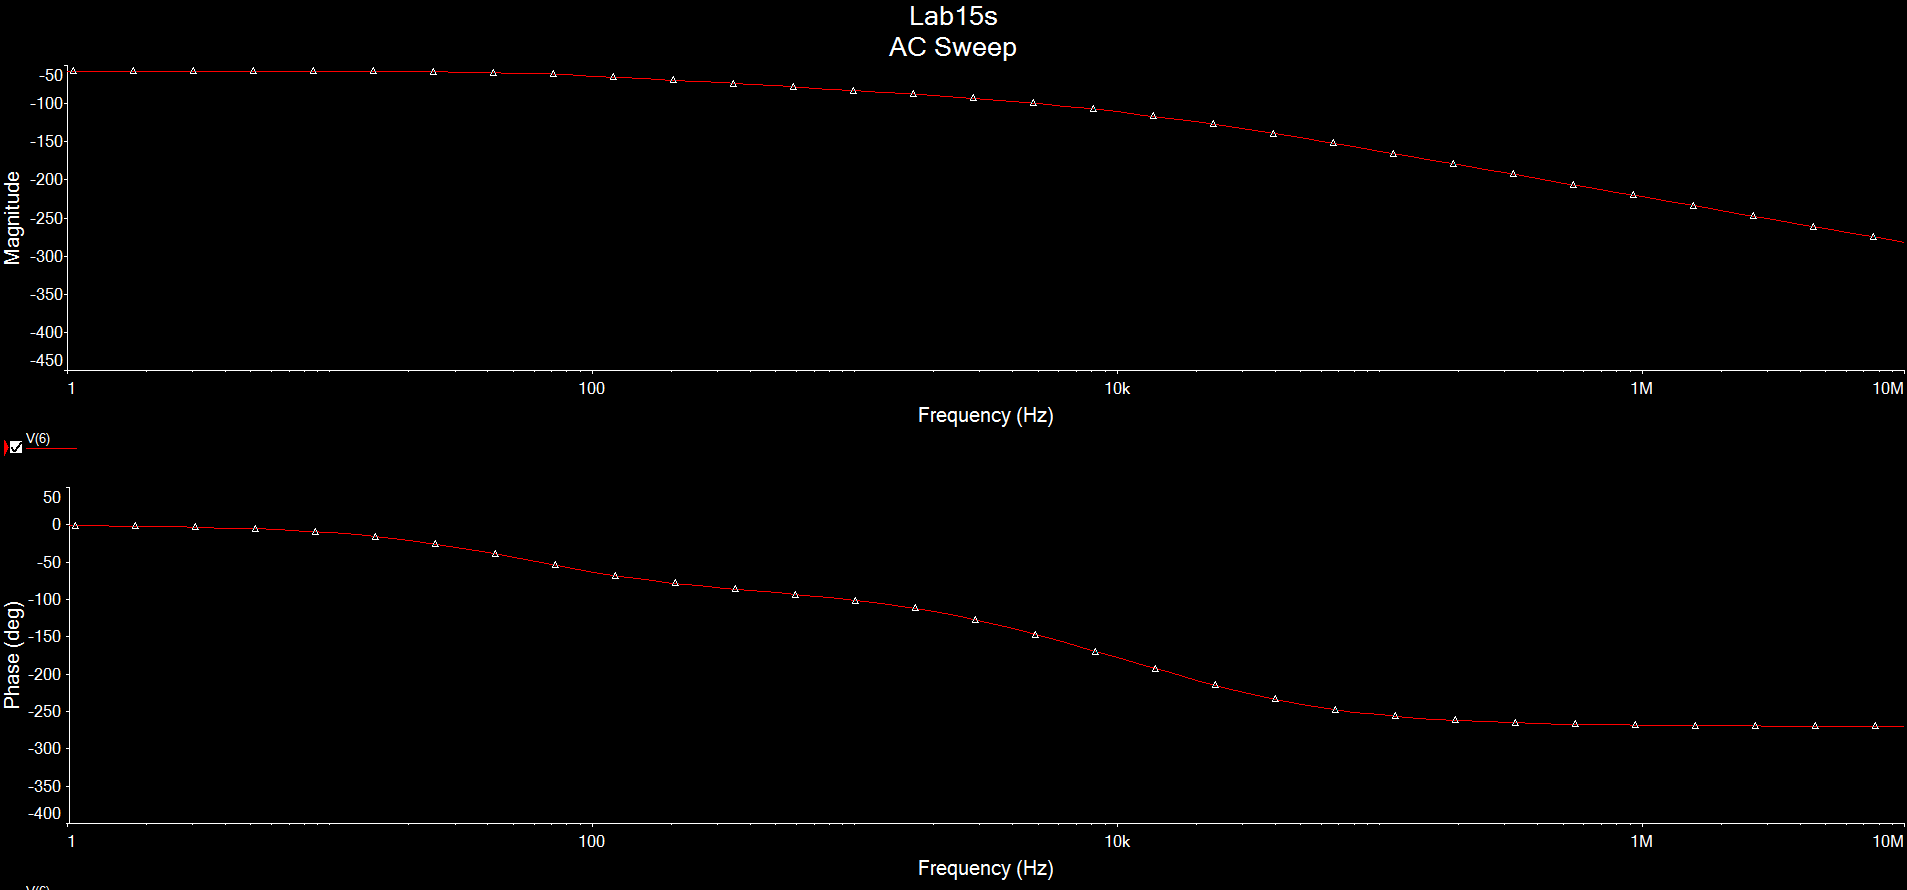 Lab15s
AC Sweep
Magnitude
-50
-100
-150
-200
-250
-300
-350
-400
-450
1 100 10k 1M 10M
Frequency (Hz)
V(6)
Phase (deg)
50
0
-50
-100
-150
-200
-250
-300
-350
-400
1 100 10k 1M 10M
Frequency (Hz)